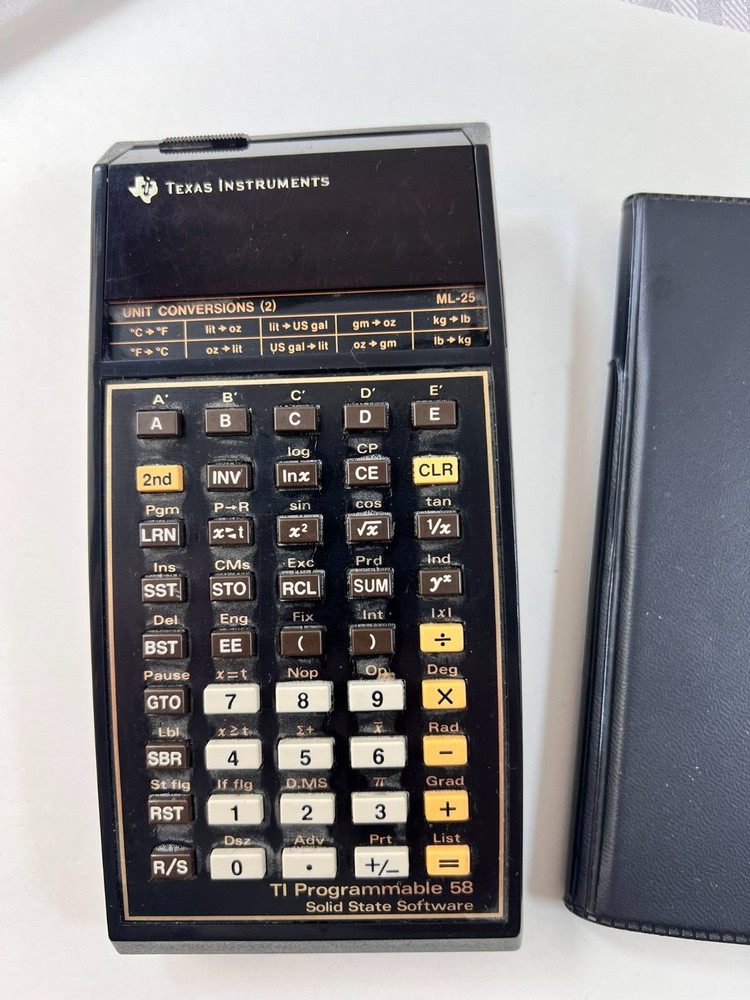 TEXAS INSTRUMENTS
UNIT CONVERSIONS (2) ML-25
°C→°F lit→oz lit→US gal gm→oz kg→lb
°F→°C oz→lit US gal→lit oz→gm lb→kg
A' B' C' D' E'
A B C D E
log CP
2nd INV lnx CE CLR
Pgm P→R sin cos tan
LRN x⇄t x² √x 1/x
Ins CMs Exc Prd Ind
SST STO RCL SUM yˣ
Del Eng Fix Int |x|
BST EE ( ) ÷
Pause x=t Nop Op Deg
GTO 7 8 9 ×
Lbl x≥t Σ+ x̄ Rad
SBR 4 5 6 −
St flg If flg D.MS π Grad
RST 1 2 3 +
Dsz Adv Prt List
R/S 0 . +/− =
TI Programmable 58
Solid State Software